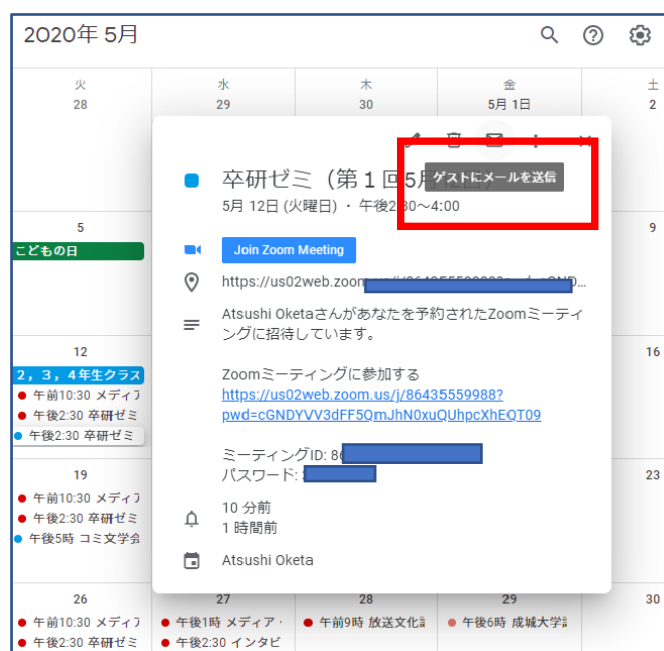 2020年 5月
火 水 木 金 土
28 29 30 5月 1日 2
卒研ゼミ（第１回5月
ゲストにメールを送信
5月 12日 (火曜日) ・ 午後2:30～4:00
5 9
こどもの日
Join Zoom Meeting
https://us02web.zoom.us/j/
Atsushi Oketaさんがあなたを予約されたZoomミーティ
ングに招待しています。
12 16
2，3，4年生クラス
Zoomミーティングに参加する
午前10:30 メディア
https://us02web.zoom.us/j/86435559988?
午後2:30 卒研ゼミ
pwd=cGNDYVV3dFF5QmJhN0xuQUhpcXhEQT09
午後2:30 卒研ゼミ
ミーティングID: 86
パスワード:
19 23
午前10:30 メディア
午後2:30 卒研ゼミ
午後5時 コミ文学会
10 分前
1 時間前
Atsushi Oketa
26 27 28 29 30
午前10:30 メディア 午後1時 メディア・ 午前9時 放送文化 午後6時 成城大学
午後2:30 卒研ゼミ 午後2:30 インタビ